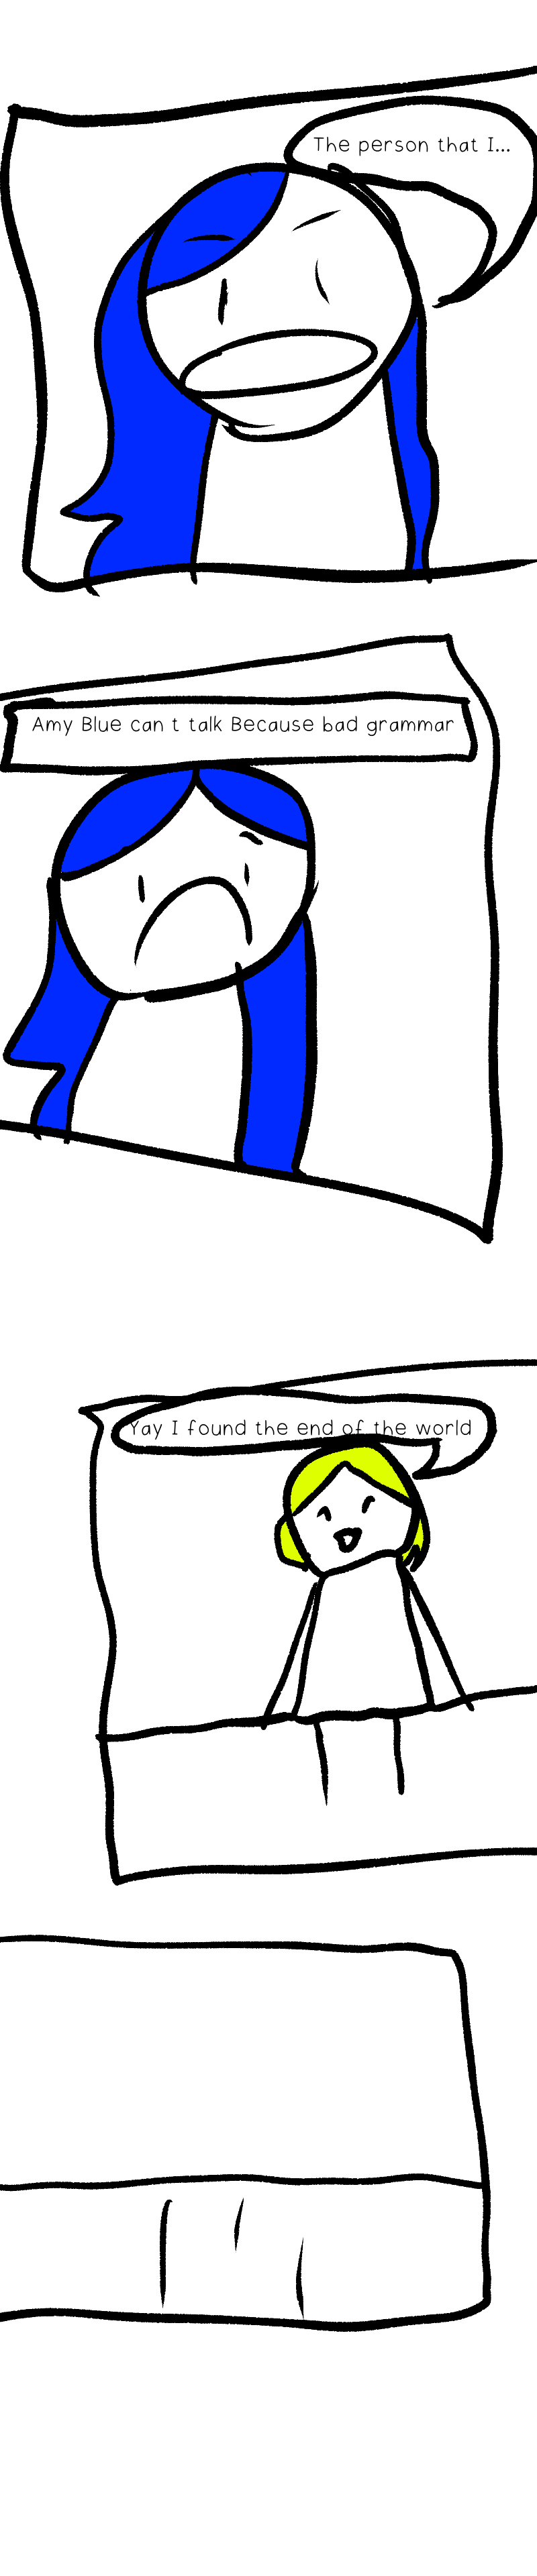 The person that I...
Amy Blue can t talk Because bad grammar
Yay I found the end of the world